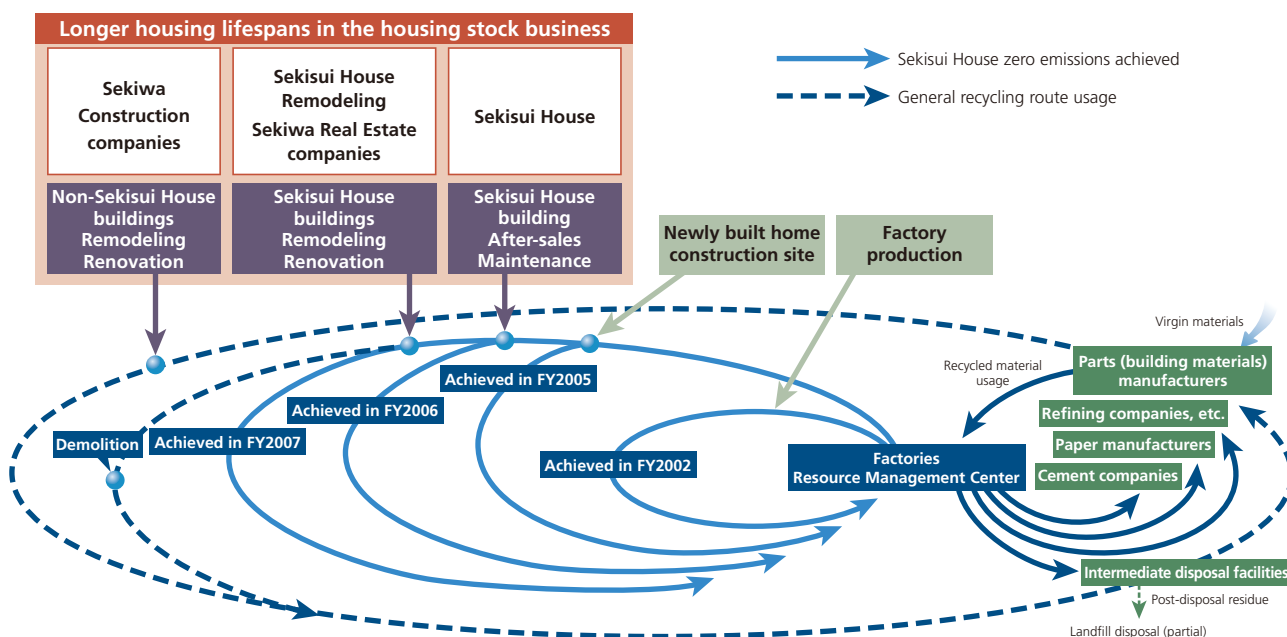 Longer housing lifespans in the housing stock business
Sekiwa
Construction
companies
Sekisui House
Remodeling
Sekiwa Real Estate
companies
Sekisui House
Non-Sekisui House
buildings
Remodeling
Renovation
Sekisui House
buildings
Remodeling
Renovation
Sekisui House
building
After-sales
Maintenance
Sekisui House zero emissions achieved
General recycling route usage
Newly built home
construction site
Factory
production
Virgin materials
Parts (building materials)
manufacturers
Recycled material
usage
Refining companies, etc.
Paper manufacturers
Cement companies
Achieved in FY2005
Achieved in FY2006
Achieved in FY2007
Demolition
Achieved in FY2002
Factories
Resource Management Center
Intermediate disposal facilities
Post-disposal residue
Landfill disposal (partial)